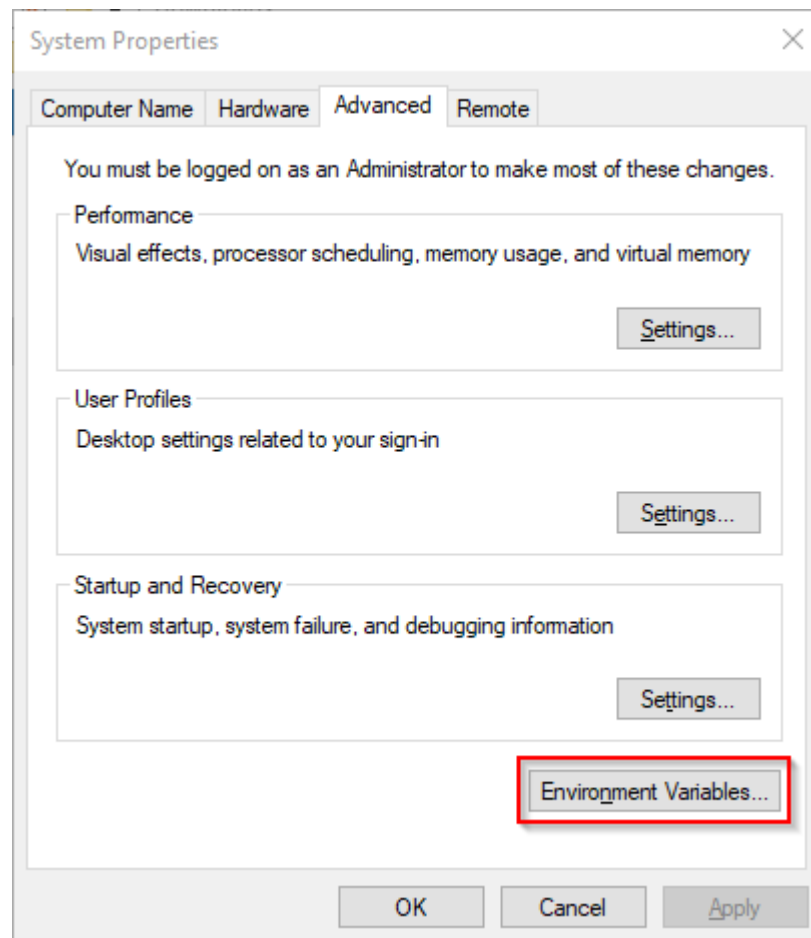 System Properties
Computer Name Hardware Advanced Remote
You must be logged on as an Administrator to make most of these changes.
Performance
Visual effects, processor scheduling, memory usage, and virtual memory
Settings...
User Profiles
Desktop settings related to your sign-in
Settings...
Startup and Recovery
System startup, system failure, and debugging information
Settings...
Environment Variables...
OK Cancel Apply